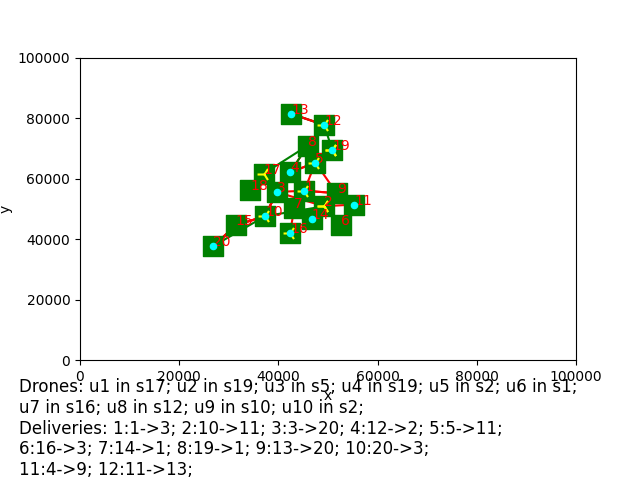 100000
80000
60000
40000
20000
0
y
0 20000 40000 60000 80000 100000
x
Drones: u1 in s17; u2 in s19; u3 in s5; u4 in s19; u5 in s2; u6 in s1;
u7 in s16; u8 in s12; u9 in s10; u10 in s2;
Deliveries: 1:1->3; 2:10->11; 3:3->20; 4:12->2; 5:5->11;
6:16->3; 7:14->1; 8:19->1; 9:13->20; 10:20->3;
11:4->9; 12:11->13;